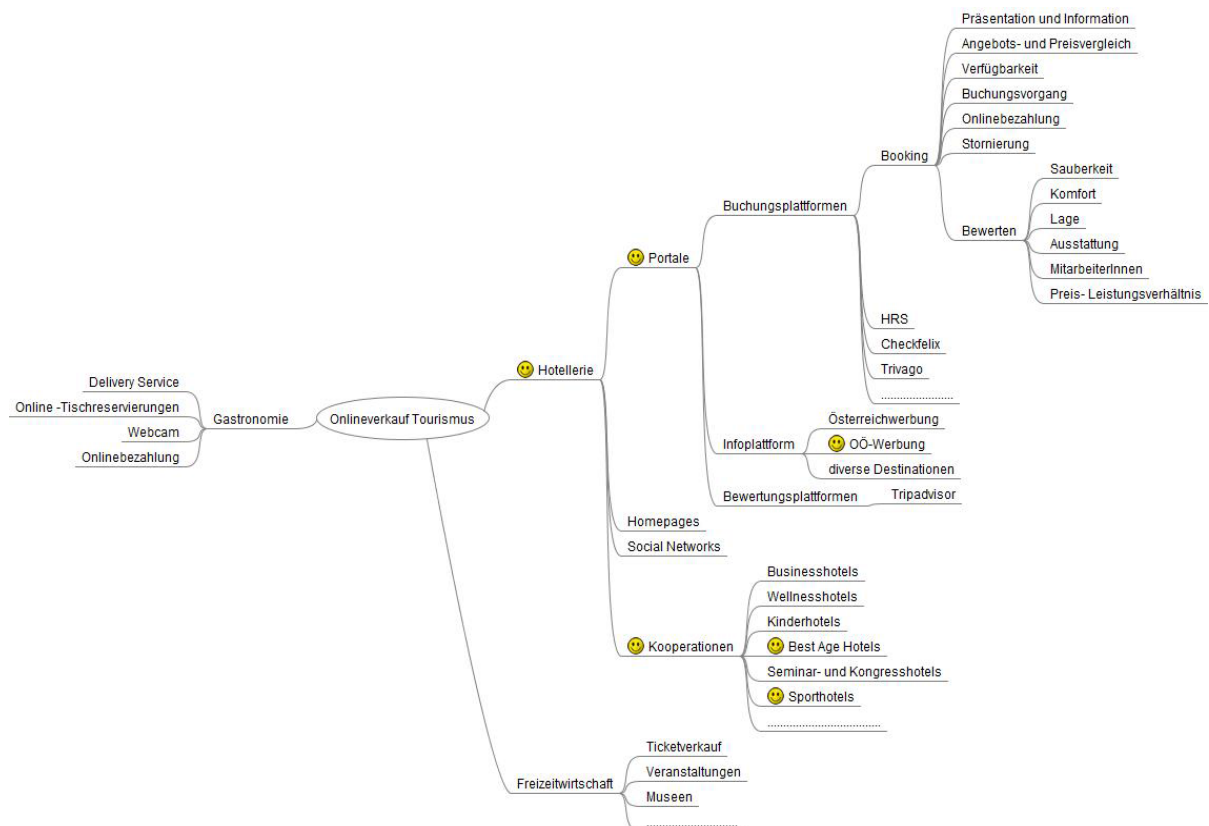 Präsentation und Information
Angebots- und Preisvergleich
Verfügbarkeit
Buchungsvorgang
Onlinebezahlung
Stornierung
Booking
Sauberkeit
Komfort
Lage
Bewerten
Ausstattung
MitarbeiterInnen
Preis- Leistungsverhältnis
Buchungsplattformen
Portale
HRS
Checkfelix
Trivago
.......................
Hotellerie
Österreichwerbung
Infoplattform
OÖ-Werbung
diverse Destinationen
Bewertungsplattformen
Tripadvisor
Homepages
Social Networks
Businesshotels
Wellnesshotels
Kinderhotels
Kooperationen
Best Age Hotels
Seminar- und Kongresshotels
Sporthotels
....................................
Onlineverkauf Tourismus
Gastronomie
Delivery Service
Online -Tischreservierungen
Webcam
Onlinebezahlung
Freizeitwirtschaft
Ticketverkauf
Veranstaltungen
Museen
.............................